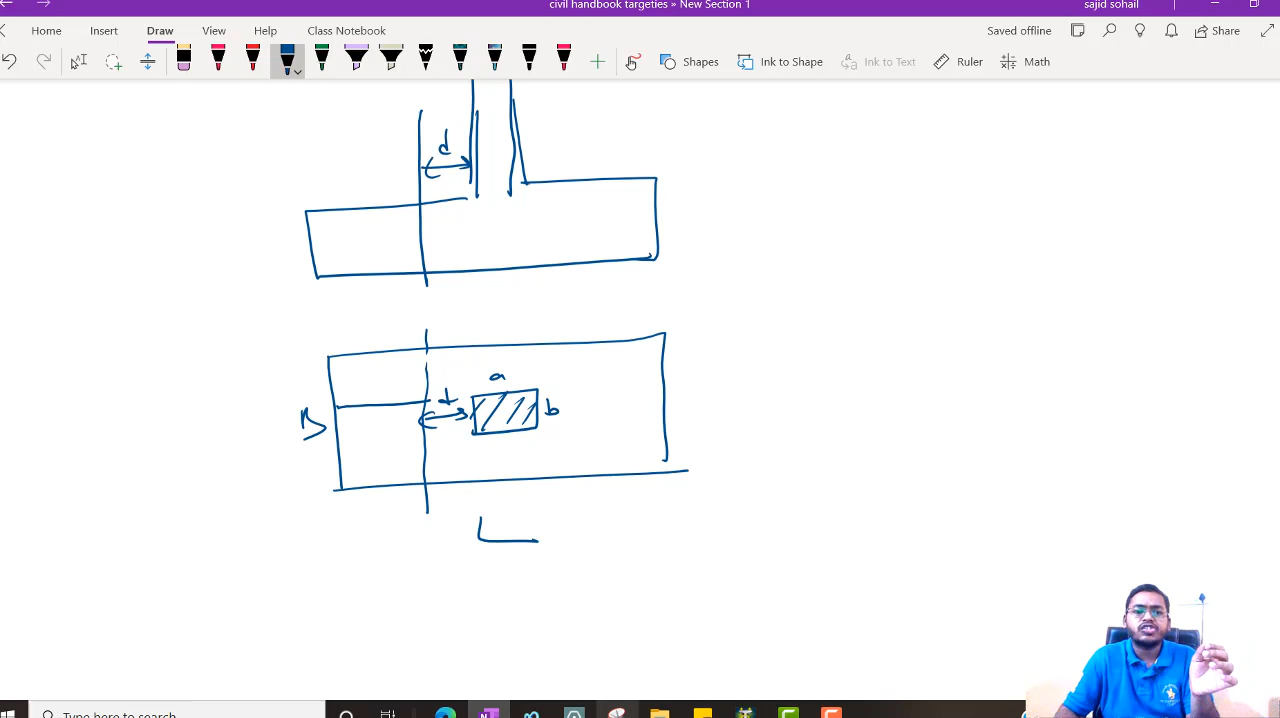 civil handbook targeties » New Section 1
sajid sohail
Home Insert Draw View Help Class Notebook
Saved offline
Share
Shapes
Ink to Shape
Ink to Text
Ruler
Math
d
a
d
b
B
L
Type here to search